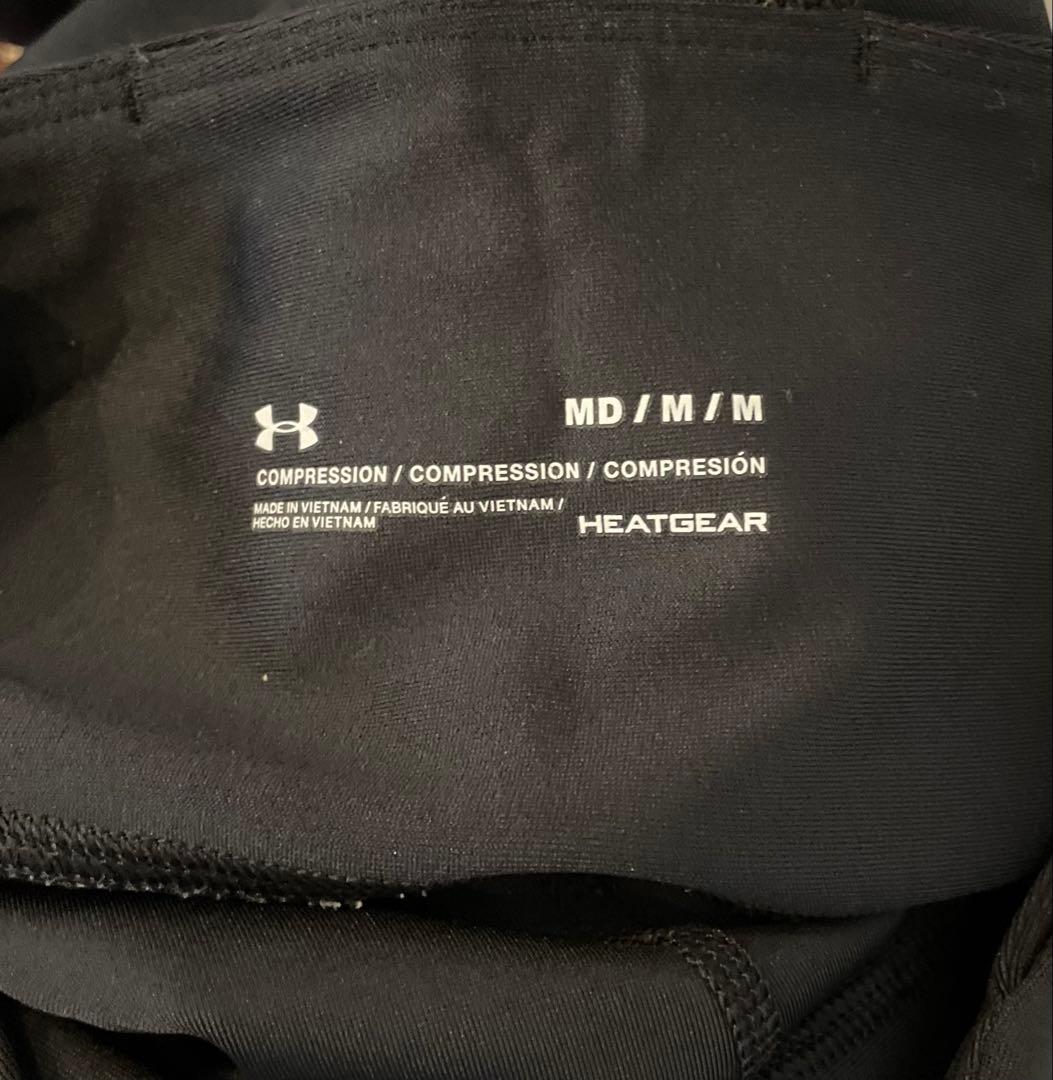 MD / M / M
COMPRESSION / COMPRESSION / COMPRESIÓN
MADE IN VIETNAM / FABRIQUÉ AU VIETNAM /
HECHO EN VIETNAM
HEATGEAR